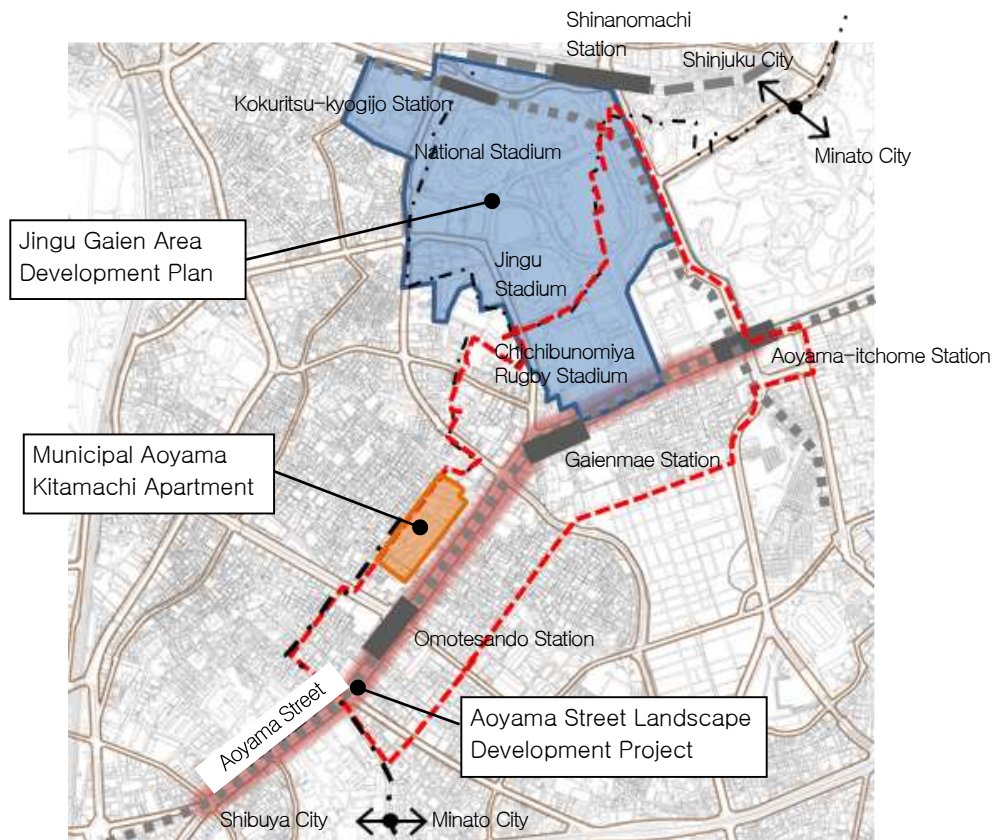 Shinanomachi
Station
Shinjuku City
Kokuritsu-kyogijo Station
Minato City
National Stadium
Jingu Gaien Area
Development Plan
Jingu
Stadium
Chichibunomiya
Rugby Stadium
Aoyama-itchome Station
Municipal Aoyama
Kitamachi Apartment
Gaienmae Station
Omotesando Station
Aoyama Street
Aoyama Street Landscape
Development Project
Shibuya City
Minato City